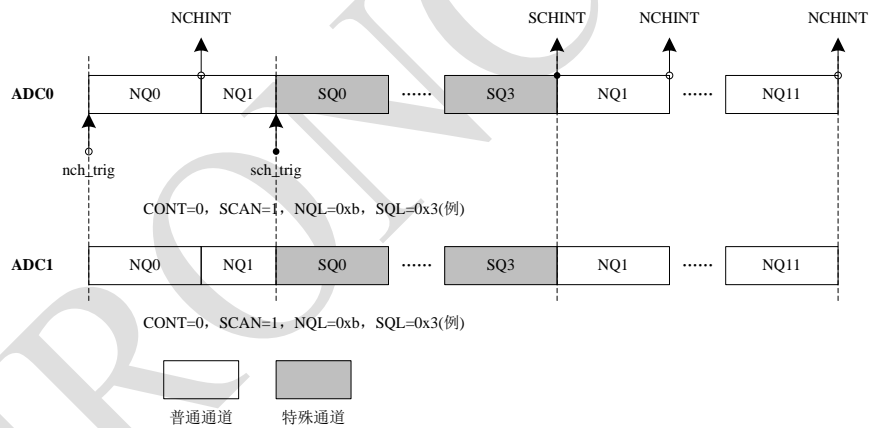 NCHINT SCHINT NCHINT NCHINT
ADC0 NQ0 NQ1 SQ0 …… SQ3 NQ1 …… NQ11
nch_trig sch_trig
CONT=0，SCAN=1，NQL=0xb，SQL=0x3(例)
ADC1 NQ0 NQ1 SQ0 …… SQ3 NQ1 …… NQ11
CONT=0，SCAN=1，NQL=0xb，SQL=0x3(例)
普通通道 特殊通道